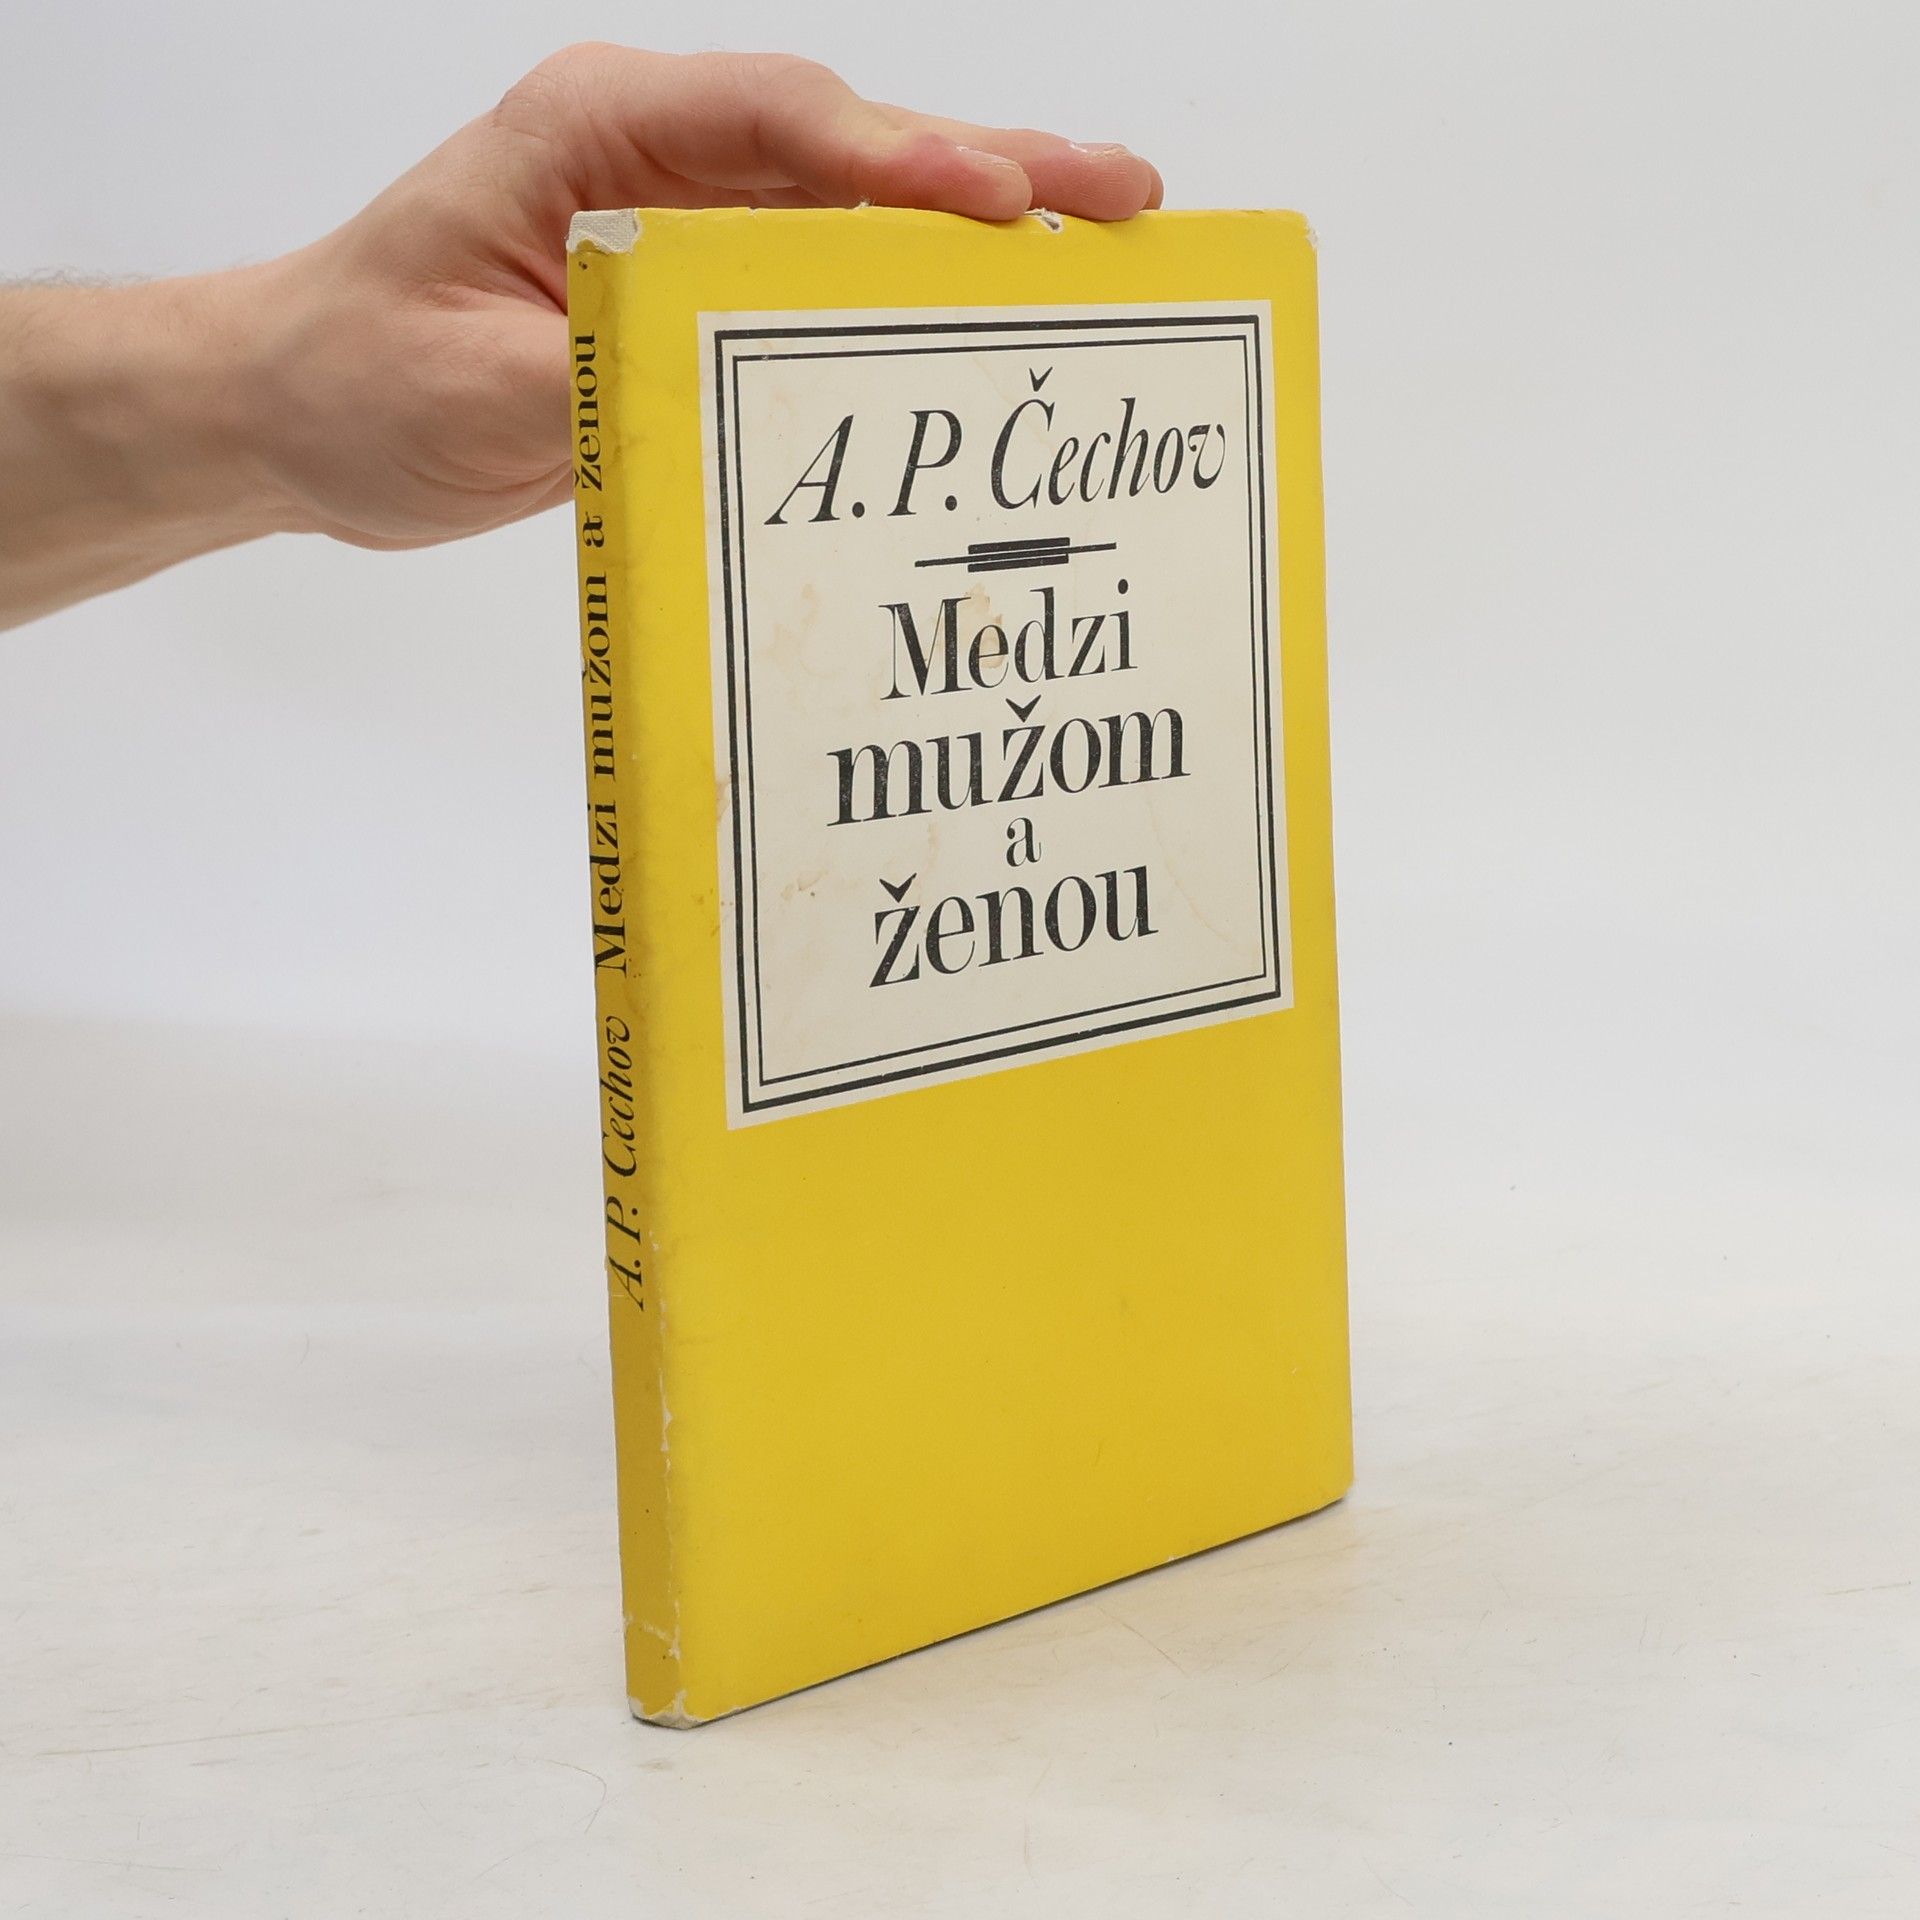 A. P. Čechov
Medzi
mužom
a
ženou
A. P. Čechov Medzi mužom a ženou